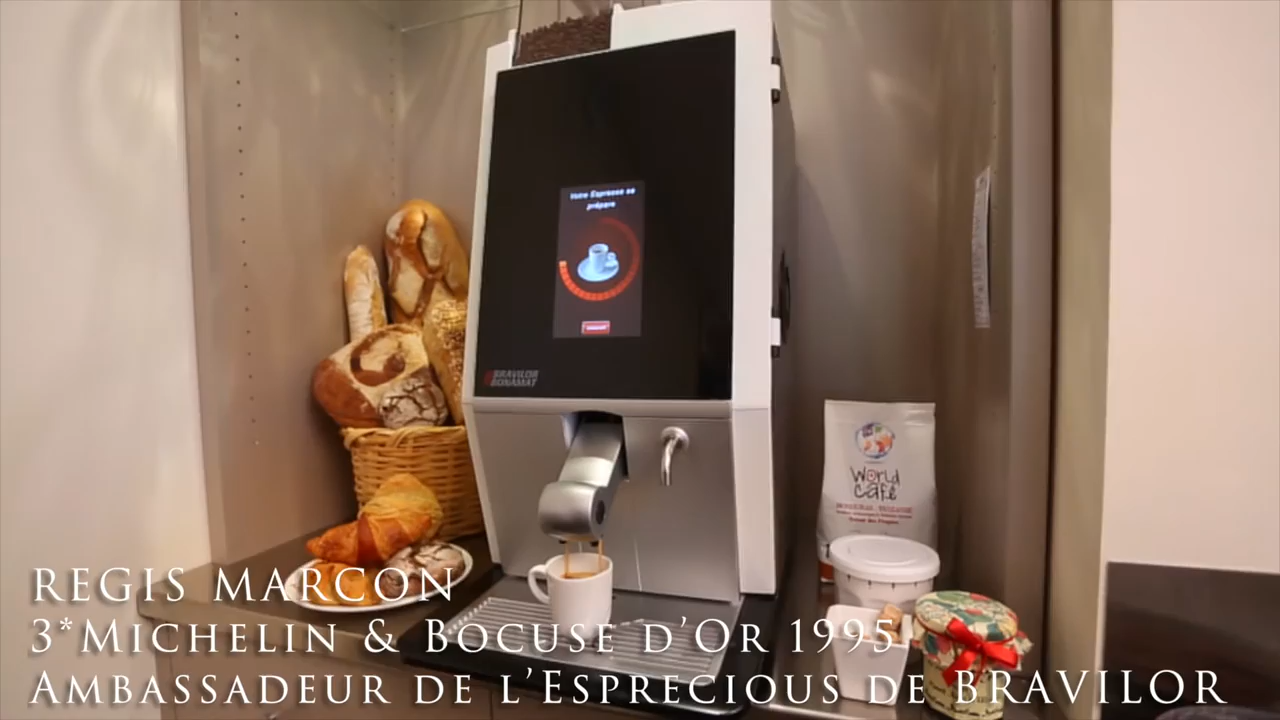 Votre Espresso se
prépare
BRAVILOR
BONAMAT
World
café
REGIS MARCON
3*Michelin & Bocuse d'Or 1995
Ambassadeur de l'Esprecious de BRAVILOR